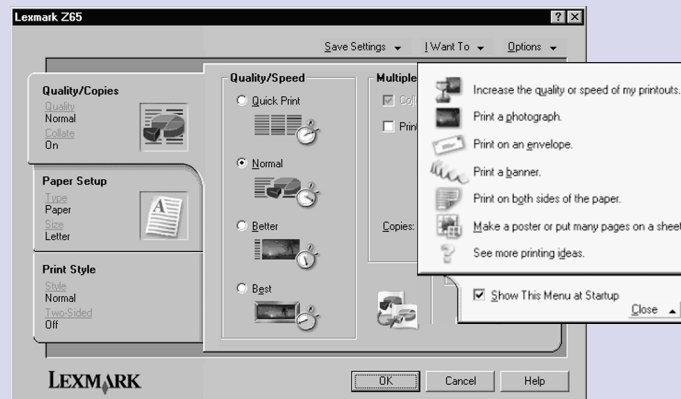 Lexmark Z65
Save Settings
I Want To
Options
Quality/Copies
Quality
Normal
Collate
On
Paper Setup
Type
Paper
Size
Letter
Print Style
Style
Normal
Two-Sided
Off
Quality/Speed
Quick Print
Normal
Better
Best
Multiple
Print
Copies:
Increase the quality or speed of my printouts.
Print a photograph.
Print on an envelope.
Print a banner.
Print on both sides of the paper.
Make a poster or put many pages on a sheet
See more printing ideas.
Show This Menu at Startup
Close
LEXMARK
OK
Cancel
Help